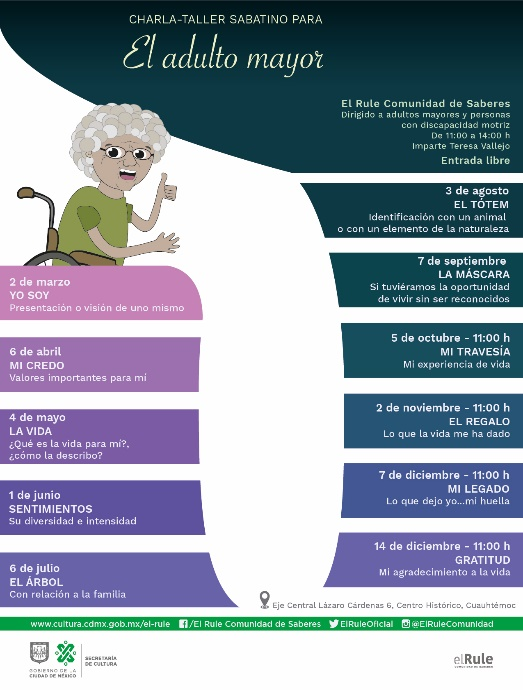 CHARLA-TALLER SABATINO PARA
El adulto mayor
El Rule Comunidad de Saberes
Dirigido a adultos mayores y personas
con discapacidad motriz
De 11:00 a 14:00 h
Imparte Teresa Vallejo
Entrada libre
2 de marzo
YO SOY
Presentación o visión de uno mismo
6 de abril
MI CREDO
Valores importantes para mí
4 de mayo
LA VIDA
¿Qué es la vida para mí?,
¿cómo la describo?
1 de junio
SENTIMIENTOS
Su diversidad e intensidad
6 de julio
EL ÁRBOL
Con relación a la familia
3 de agosto
EL TÓTEM
Identificación con un animal
o con un elemento de la naturaleza
7 de septiembre
LA MÁSCARA
Si tuviéramos la oportunidad
de vivir sin ser reconocidos
5 de octubre - 11:00 h
MI TRAVESÍA
Mi experiencia de vida
2 de noviembre - 11:00 h
EL REGALO
Lo que la vida me ha dado
7 de diciembre - 11:00 h
MI LEGADO
Lo que dejo yo...mi huella
14 de diciembre - 11:00 h
GRATITUD
Mi agradecimiento a la vida
Eje Central Lázaro Cárdenas 6, Centro Histórico, Cuauhtémoc
www.cultura.cdmx.gob.mx/el-rule /El Rule Comunidad de Saberes ElRuleOficial @ElRuleComunidad
GOBIERNO DE LA
CIUDAD DE MÉXICO
SECRETARÍA
DE CULTURA
elRule